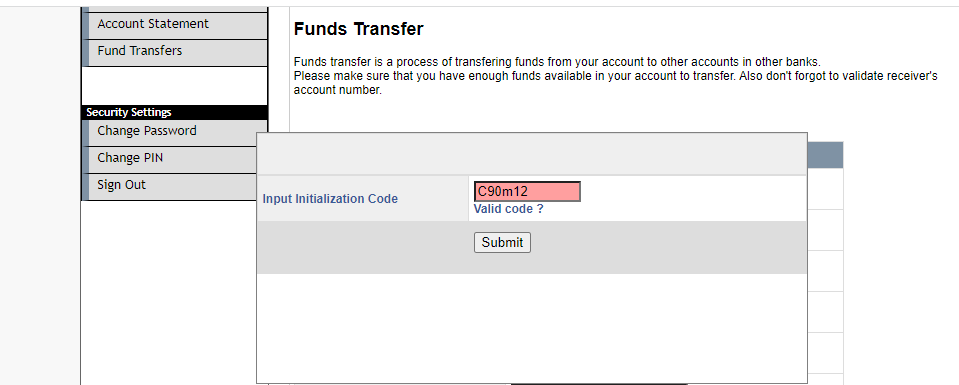 Account Statement
Fund Transfers
Security Settings
Change Password
Change PIN
Sign Out
Funds Transfer
Funds transfer is a process of transfering funds from your account to other accounts in other banks.
Please make sure that you have enough funds available in your account to transfer. Also don't forgot to validate receiver's
account number.
Input Initialization Code
C90m12
Valid code ?
Submit